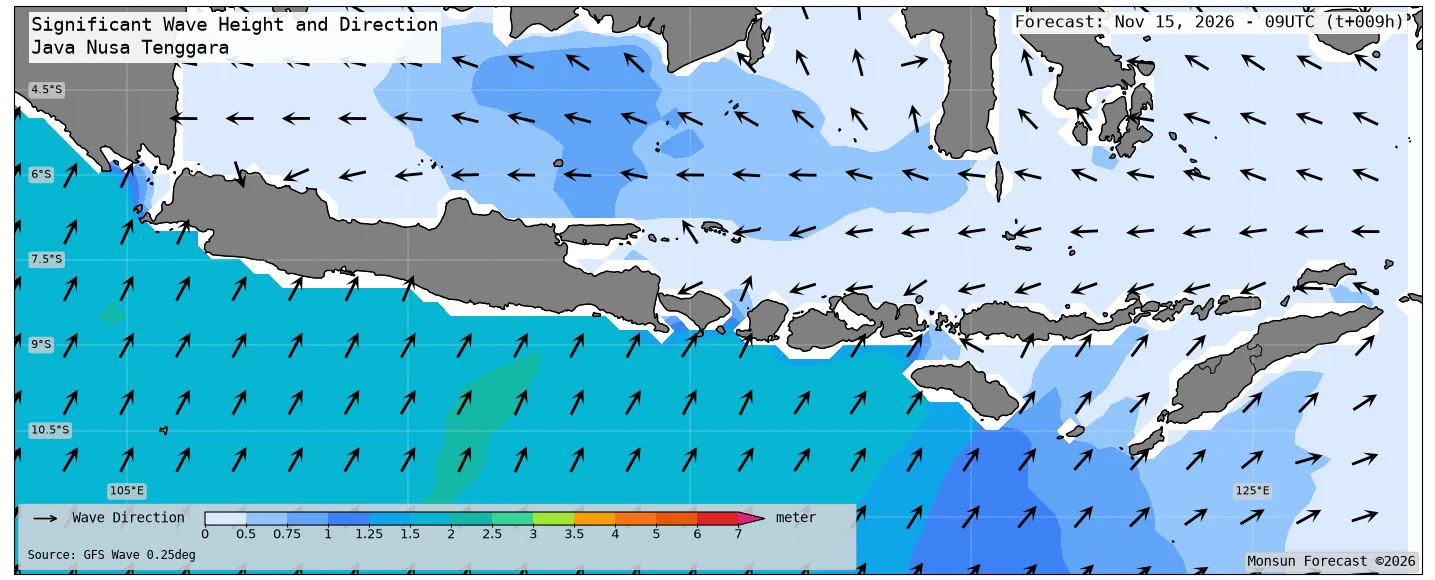 Significant Wave Height and Direction
Java Nusa Tenggara
Forecast: Nov 15, 2026 - 09UTC (t+009h)
4.5°S
6°S
7.5°S
9°S
10.5°S
105°E
125°E
Wave Direction
0 0.5 0.75 1 1.25 1.5 2 2.5 3 3.5 4 5 6 7
meter
Source: GFS Wave 0.25deg
Monsun Forecast ©2026